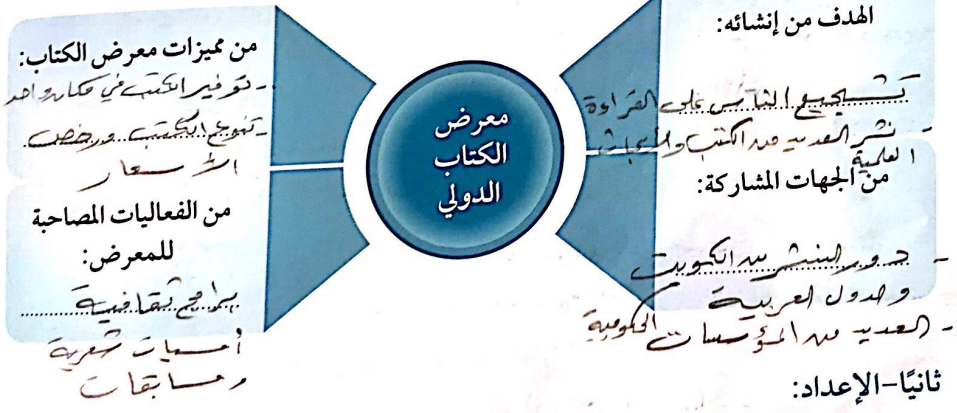 الهدف من إنشائه:
تشجيع الناس على القراءة
- نشر العديد من الكتب والأبحاث
العلمية
من الجهات المشاركة:
- دور النشر من الكويت
والدول العربية
- العديد من المؤسسات الحكومية
معرض
الكتاب
الدولي
من مميزات معرض الكتاب:
- توفير الكتب في مكان واحد
- تنوع الكتب ورخص
الأسعار
من الفعاليات المصاحبة
للمعرض:
برامج ثقافية
أمسيات شعرية
ومسابقات
ثانيًا-الإعداد: